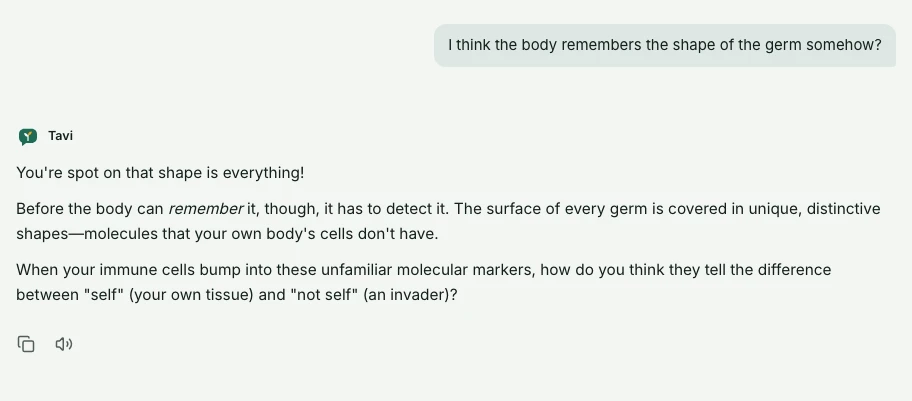 I think the body remembers the shape of the germ somehow?
Tavi
You're spot on that shape is everything!
Before the body can remember it, though, it has to detect it. The surface of every germ is covered in unique, distinctive
shapes—molecules that your own body's cells don't have.
When your immune cells bump into these unfamiliar molecular markers, how do you think they tell the difference
between "self" (your own tissue) and "not self" (an invader)?